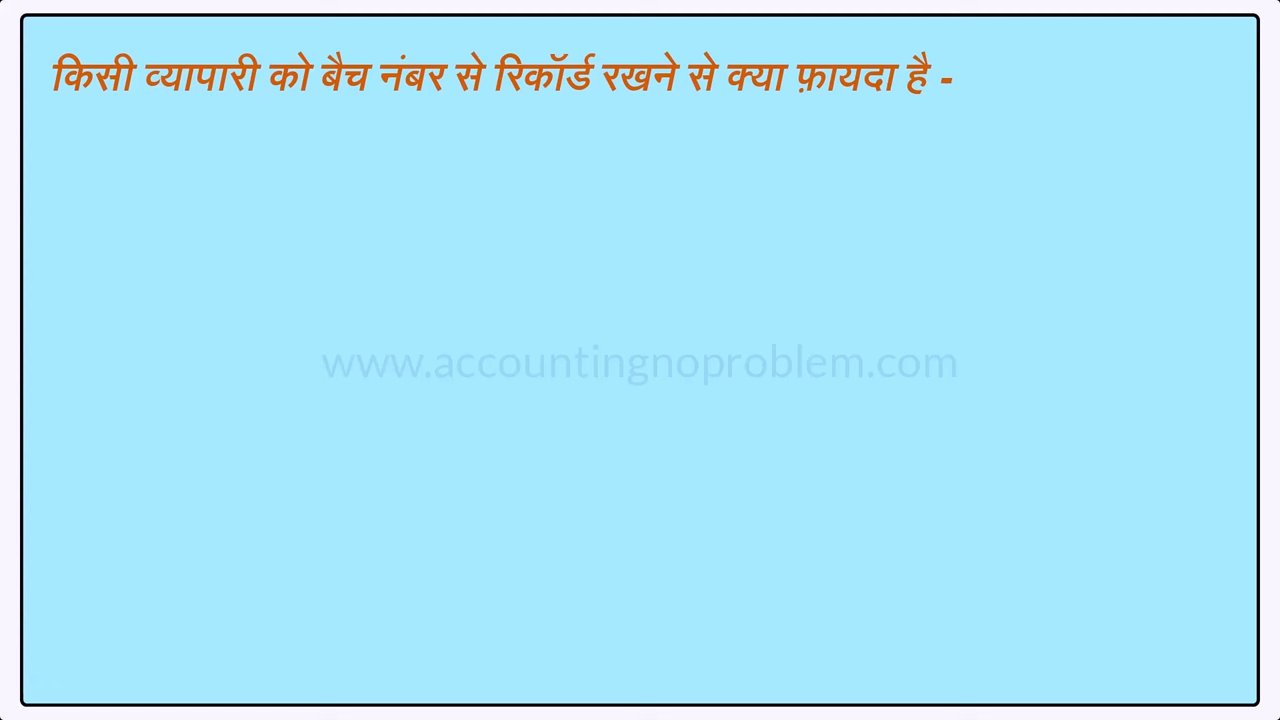 किसी व्यापारी को बैच नंबर से रिकॉर्ड रखने से क्या फ़ायदा है -
www.accountingnoproblem.com